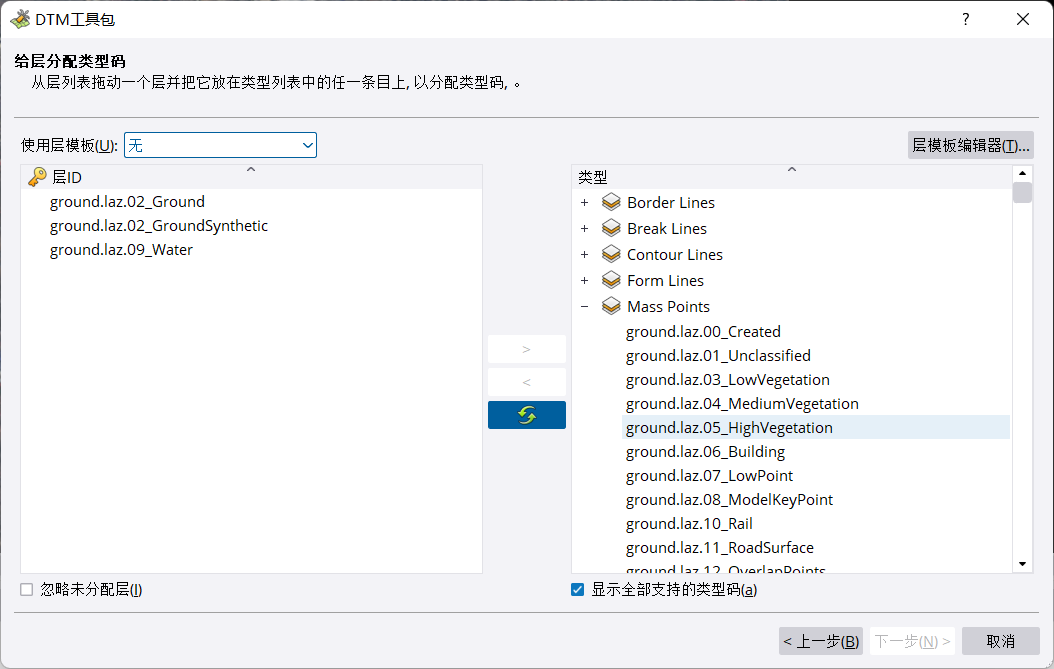 DTM工具包
?
给层分配类型码
从层列表拖动一个层并把它放在类型列表中的任一条目上, 以分配类型码, 。
使用层模板(U): 无
层模板编辑器(T)...
层ID
ground.laz.02_Ground
ground.laz.02_GroundSynthetic
ground.laz.09_Water
>
<
类型
+ Border Lines
+ Break Lines
+ Contour Lines
+ Form Lines
− Mass Points
ground.laz.00_Created
ground.laz.01_Unclassified
ground.laz.03_LowVegetation
ground.laz.04_MediumVegetation
ground.laz.05_HighVegetation
ground.laz.06_Building
ground.laz.07_LowPoint
ground.laz.08_ModelKeyPoint
ground.laz.10_Rail
ground.laz.11_RoadSurface
ground.laz.12_OverlapPoints
忽略未分配层(I)
显示全部支持的类型码(a)
< 上一步(B)
下一步(N) >
取消